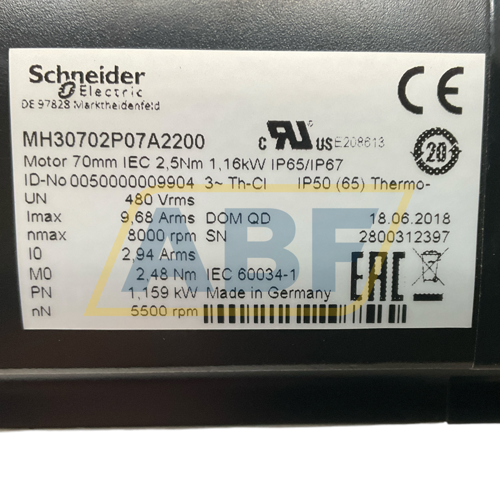 Schneider
Electric
DE 97828 Marktheidenfeld
CE
MH30702P07A2200
c RU US E208613
20
Motor 70mm IEC 2,5Nm 1,16kW IP65/IP67
ID-No 0050000009904 3~ Th-Cl IP50 (65) Thermo-
UN 480 Vrms
Imax 9,68 Arms DOM QD 18.06.2018
nmax 8000 rpm SN 2800312397
I0 2,94 Arms
M0 2,48 Nm IEC 60034-1
PN 1,159 kW Made in Germany
nN 5500 rpm
EAC
ABF